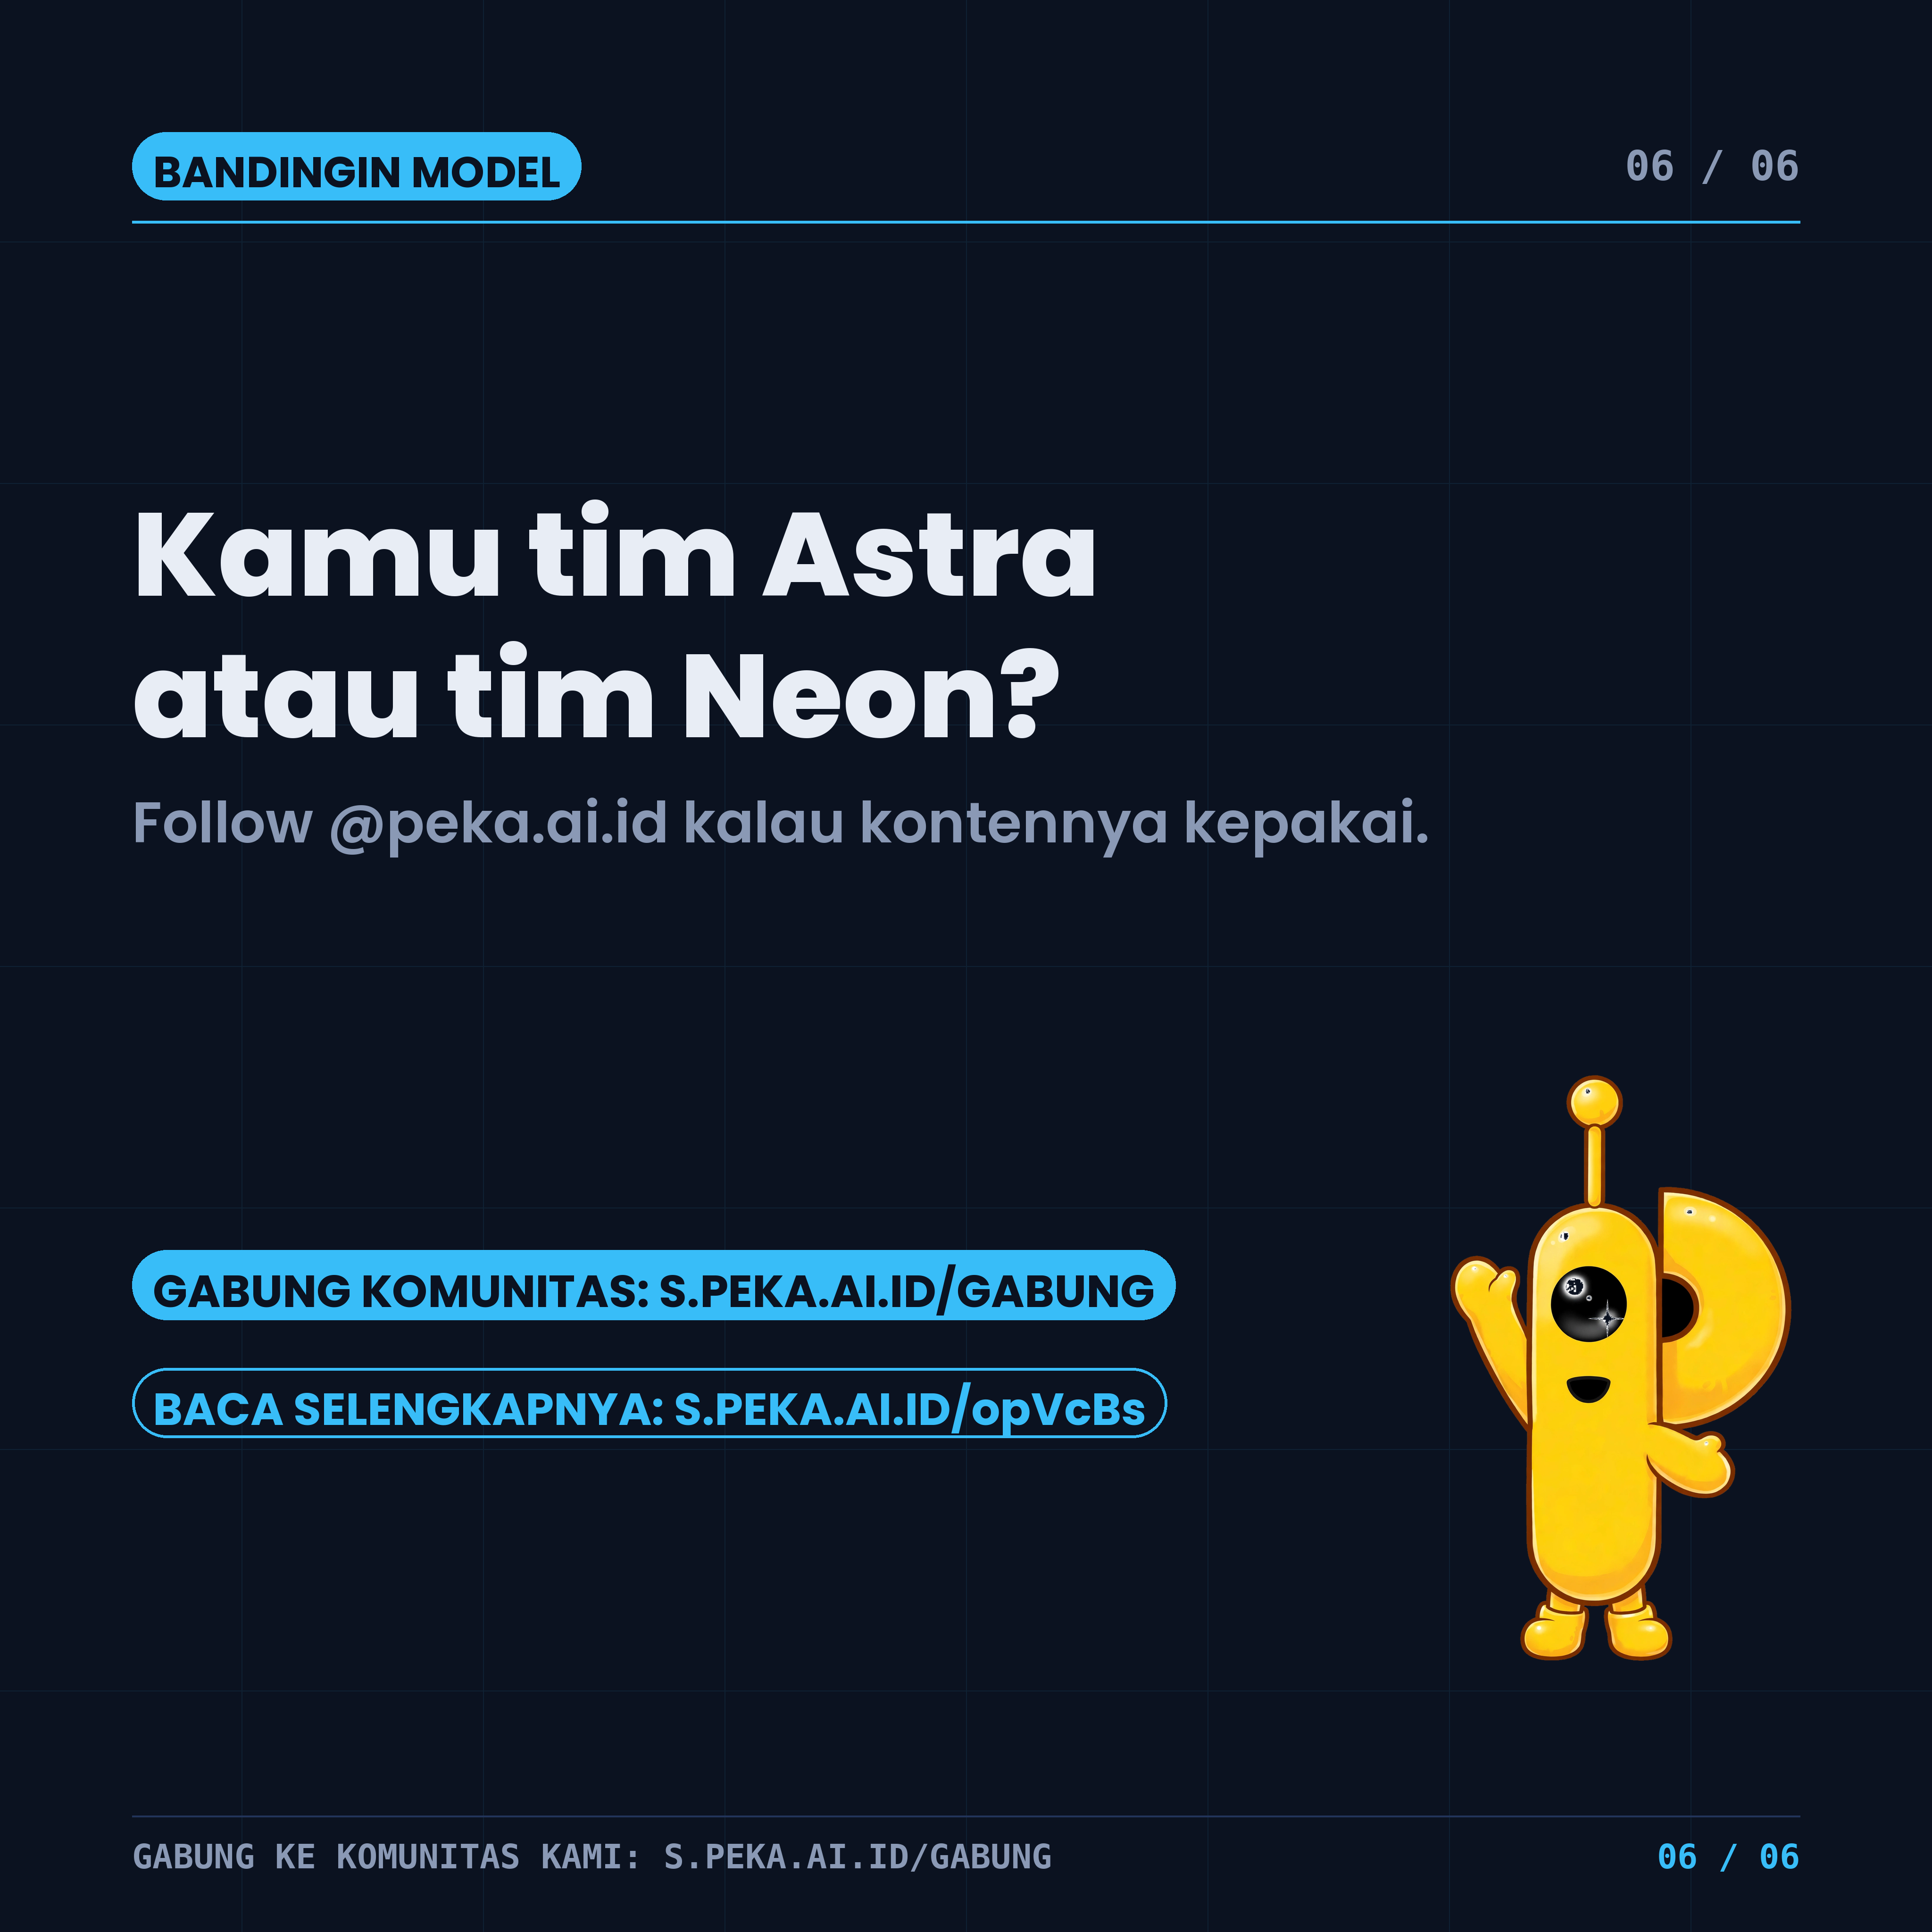 BANDINGIN MODEL
06 / 06
Kamu tim Astra
atau tim Neon?
Follow @peka.ai.id kalau kontennya kepakai.
GABUNG KOMUNITAS: S.PEKA.AI.ID/GABUNG
BACA SELENGKAPNYA: S.PEKA.AI.ID/opVcBs
GABUNG KE KOMUNITAS KAMI: S.PEKA.AI.ID/GABUNG
06 / 06